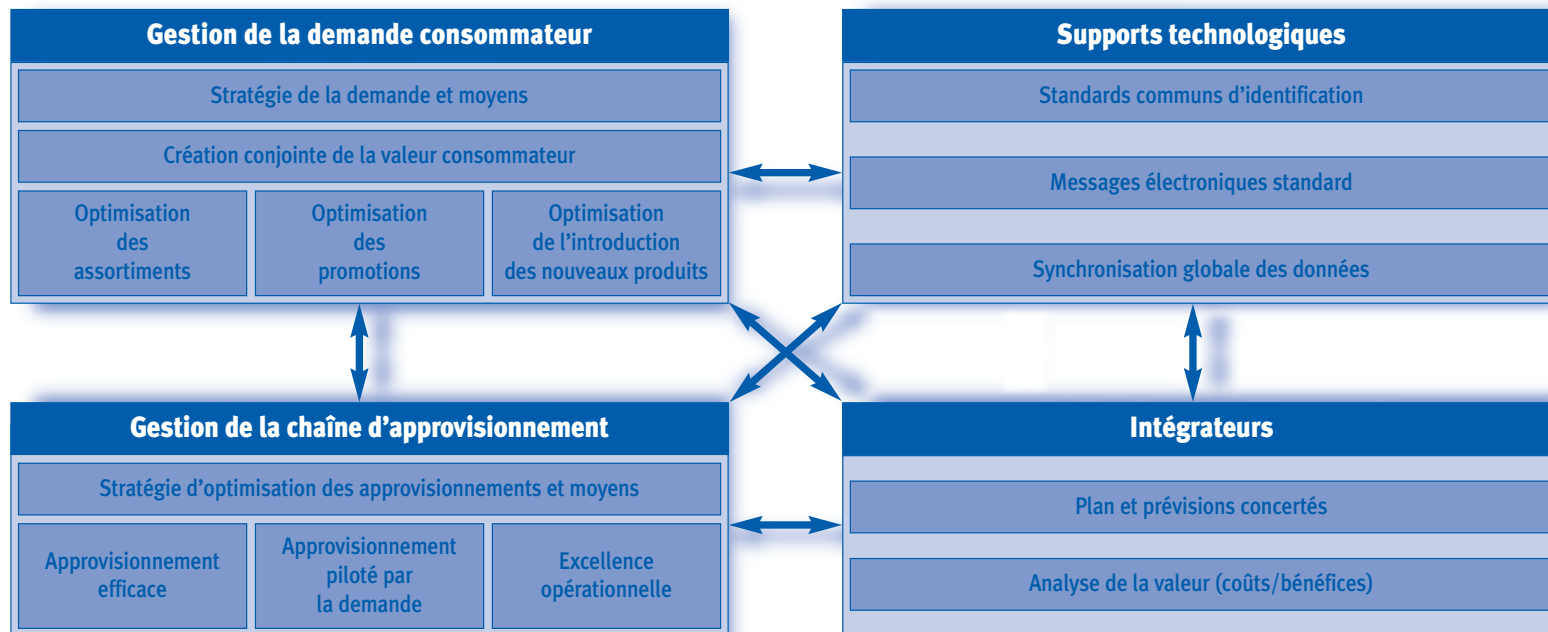 Gestion de la demande consommateur
Stratégie de la demande et moyens
Création conjointe de la valeur consommateur
Optimisation
des
assortiments
Optimisation
des
promotions
Optimisation
de l’introduction
des nouveaux produits
Supports technologiques
Standards communs d’identification
Messages électroniques standard
Synchronisation globale des données
Gestion de la chaîne d’approvisionnement
Stratégie d'optimisation des approvisionnements et moyens
Approvisionnement
efficace
Approvisionnement
piloté par
la demande
Excellence
opérationnelle
Intégrateurs
Plan et prévisions concertés
Analyse de la valeur (coûts/bénéfices)